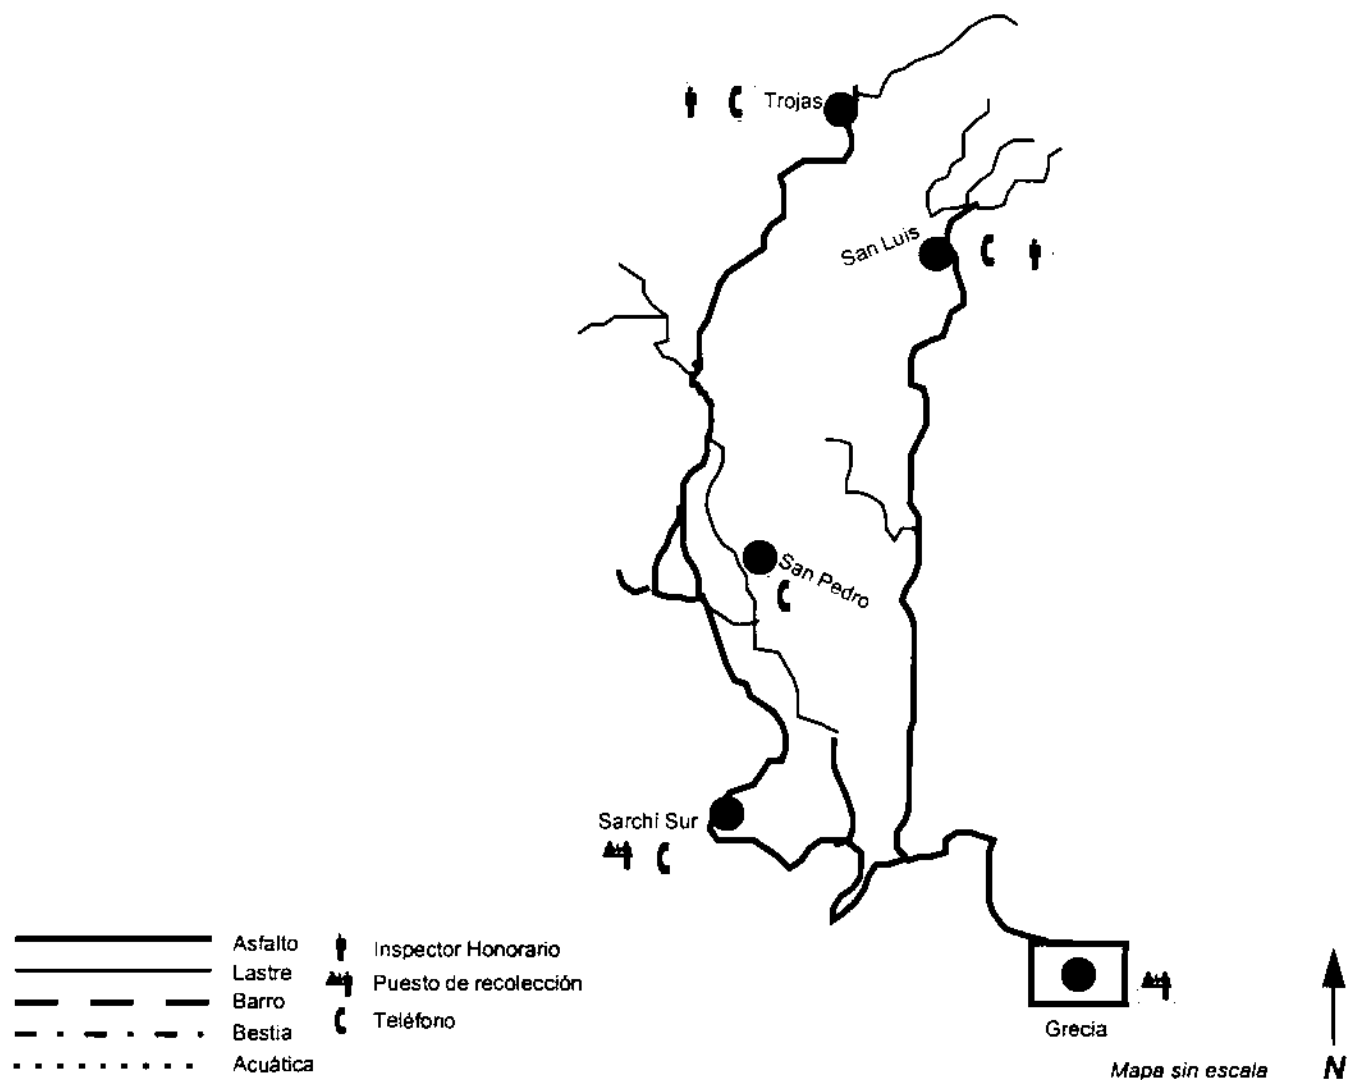 Trojas
San Luis
San Pedro
Sarchí Sur
Asfalto
Lastre
Barro
Bestia
Acuática
Inspector Honorario
Puesto de recolección
Teléfono
Grecia
Mapa sin escala
N